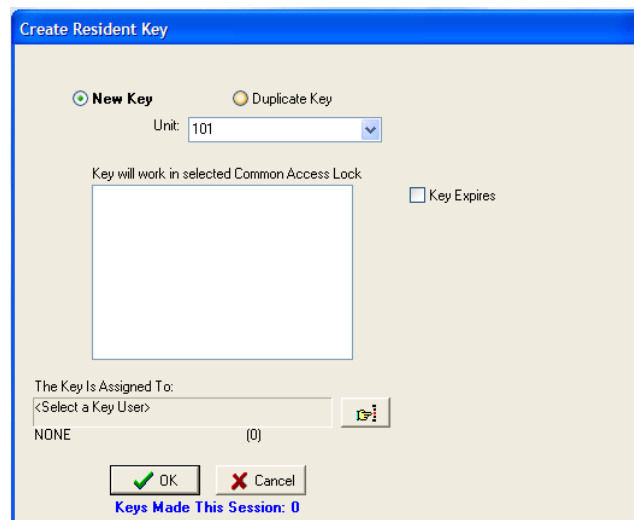 Create Resident Key
New Key Duplicate Key
Unit: 101
Key will work in selected Common Access Lock
Key Expires
The Key Is Assigned To:
<Select a Key User>
NONE (0)
OK Cancel
Keys Made This Session: 0